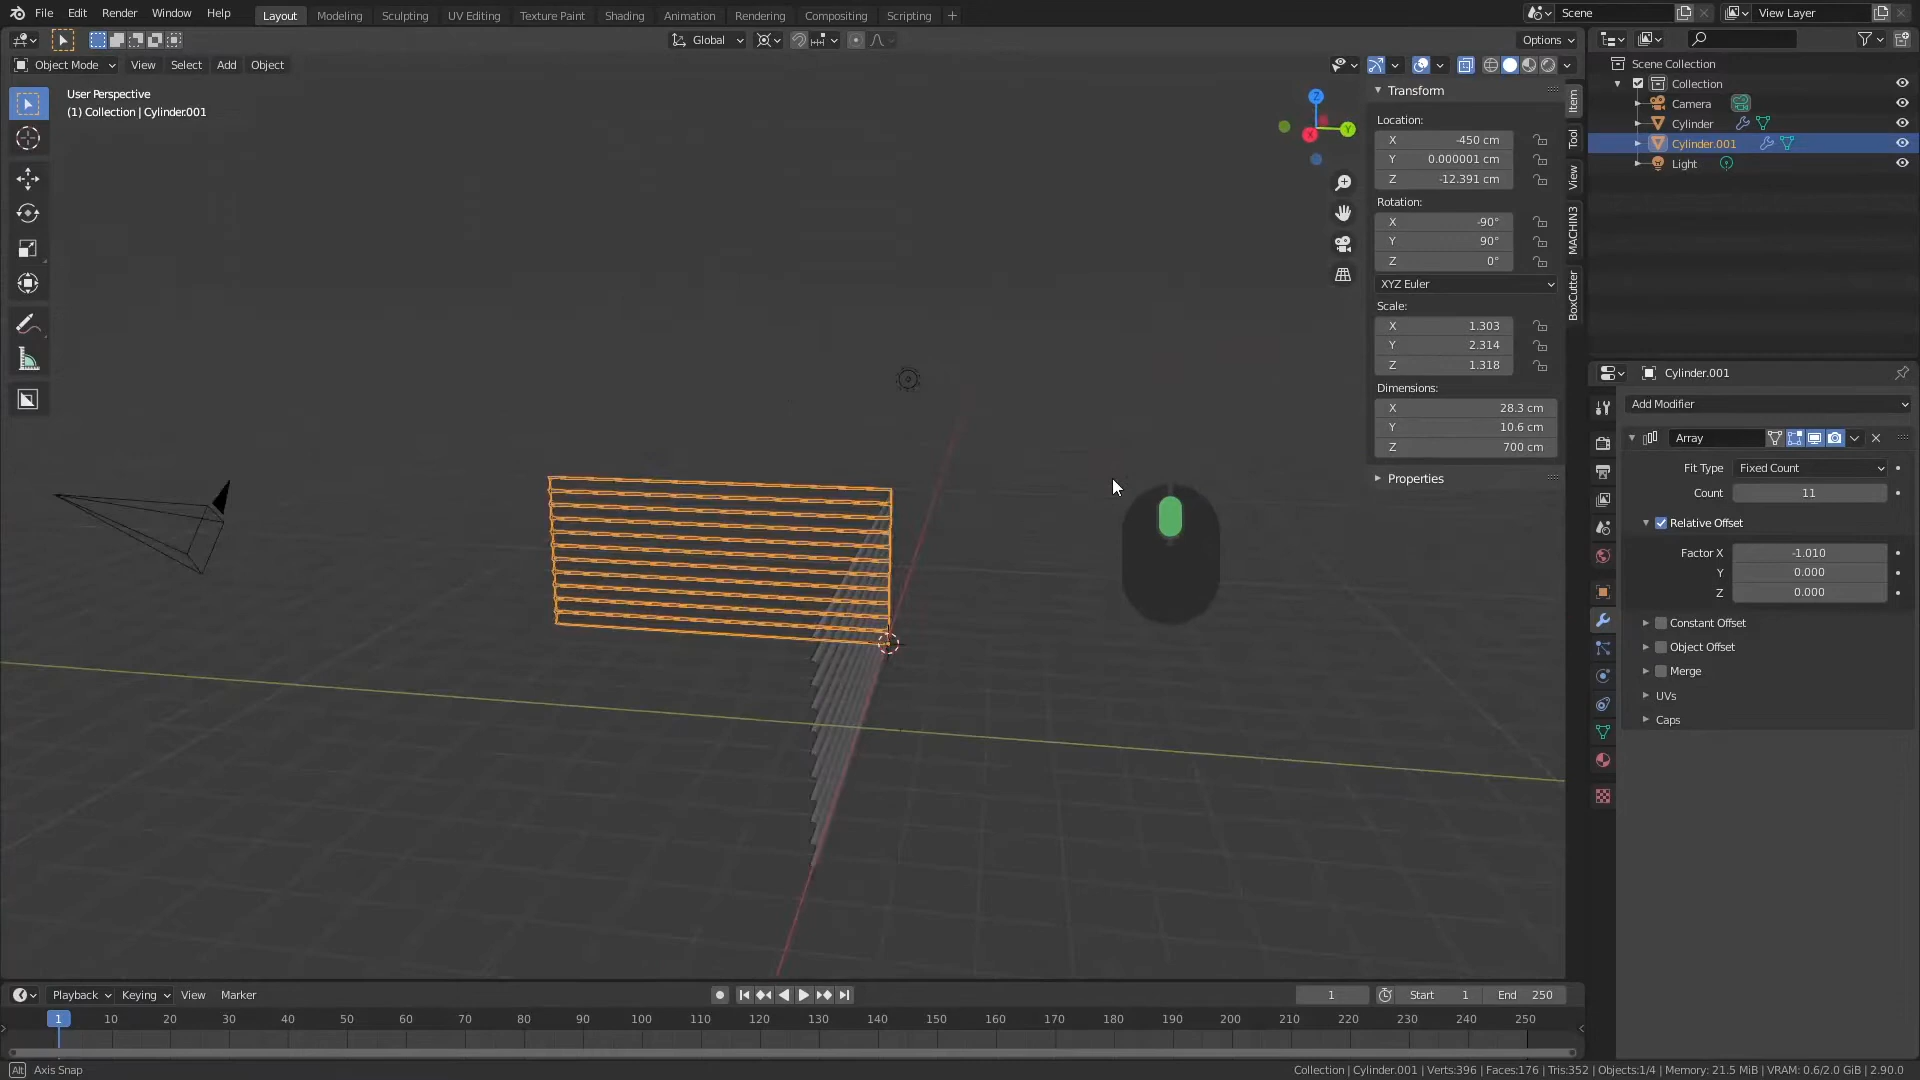 File Edit Render Window Help Layout Modeling Sculpting UV Editing Texture Paint Shading Animation Rendering Compositing Scripting + Scene View Layer
Global Options
Object Mode View Select Add Object
User Perspective
(1) Collection | Cylinder.001
Z
Y
X
Transform
Location:
X -450 cm
Y 0.000001 cm
Z -12.391 cm
Rotation:
X -90°
Y 90°
Z 0°
XYZ Euler
Scale:
X 1.303
Y 2.314
Z 1.318
Dimensions:
X 28.3 cm
Y 10.6 cm
Z 700 cm
Properties
Item
Tool
View
MACHIN3
BoxCutter
Scene Collection
Collection
Camera
Cylinder
Cylinder.001
Light
Cylinder.001
Add Modifier
Array
Fit Type Fixed Count
Count 11
Relative Offset
Factor X -1.010
Y 0.000
Z 0.000
Constant Offset
Object Offset
Merge
UVs
Caps
Playback Keying View Marker 1 Start 1 End 250
1 10 20 30 40 50 60 70 80 90 100 110 120 130 140 150 160 170 180 190 200 210 220 230 240 250
Alt Axis Snap Collection | Cylinder.001 | Verts:396 | Faces:176 | Tris:352 | Objects:1/4 | Memory: 21.5 MiB | VRAM: 0.6/2.0 GiB | 2.90.0